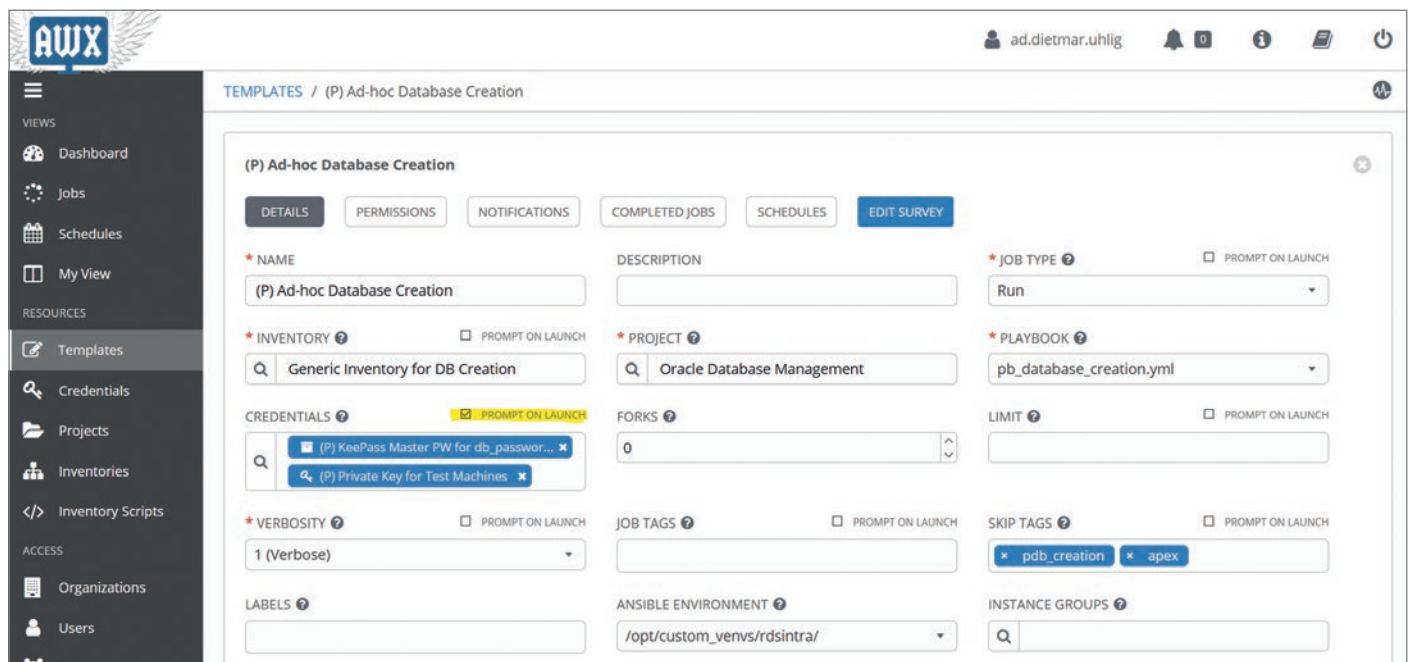 AWX
ad.dietmar.uhlig 0
TEMPLATES / (P) Ad-hoc Database Creation
VIEWS
Dashboard
Jobs
Schedules
My View
RESOURCES
Templates
Credentials
Projects
Inventories
Inventory Scripts
ACCESS
Organizations
Users
(P) Ad-hoc Database Creation
DETAILS PERMISSIONS NOTIFICATIONS COMPLETED JOBS SCHEDULES EDIT SURVEY
* NAME DESCRIPTION * JOB TYPE PROMPT ON LAUNCH
(P) Ad-hoc Database Creation Run
* INVENTORY PROMPT ON LAUNCH * PROJECT * PLAYBOOK
Generic Inventory for DB Creation Oracle Database Management pb_database_creation.yml
CREDENTIALS PROMPT ON LAUNCH FORKS LIMIT PROMPT ON LAUNCH
(P) KeePass Master PW for db_passwor... × 0
(P) Private Key for Test Machines ×
* VERBOSITY PROMPT ON LAUNCH JOB TAGS PROMPT ON LAUNCH SKIP TAGS PROMPT ON LAUNCH
1 (Verbose) × pdb_creation × apex
LABELS ANSIBLE ENVIRONMENT INSTANCE GROUPS
/opt/custom_venvs/rdsintra/